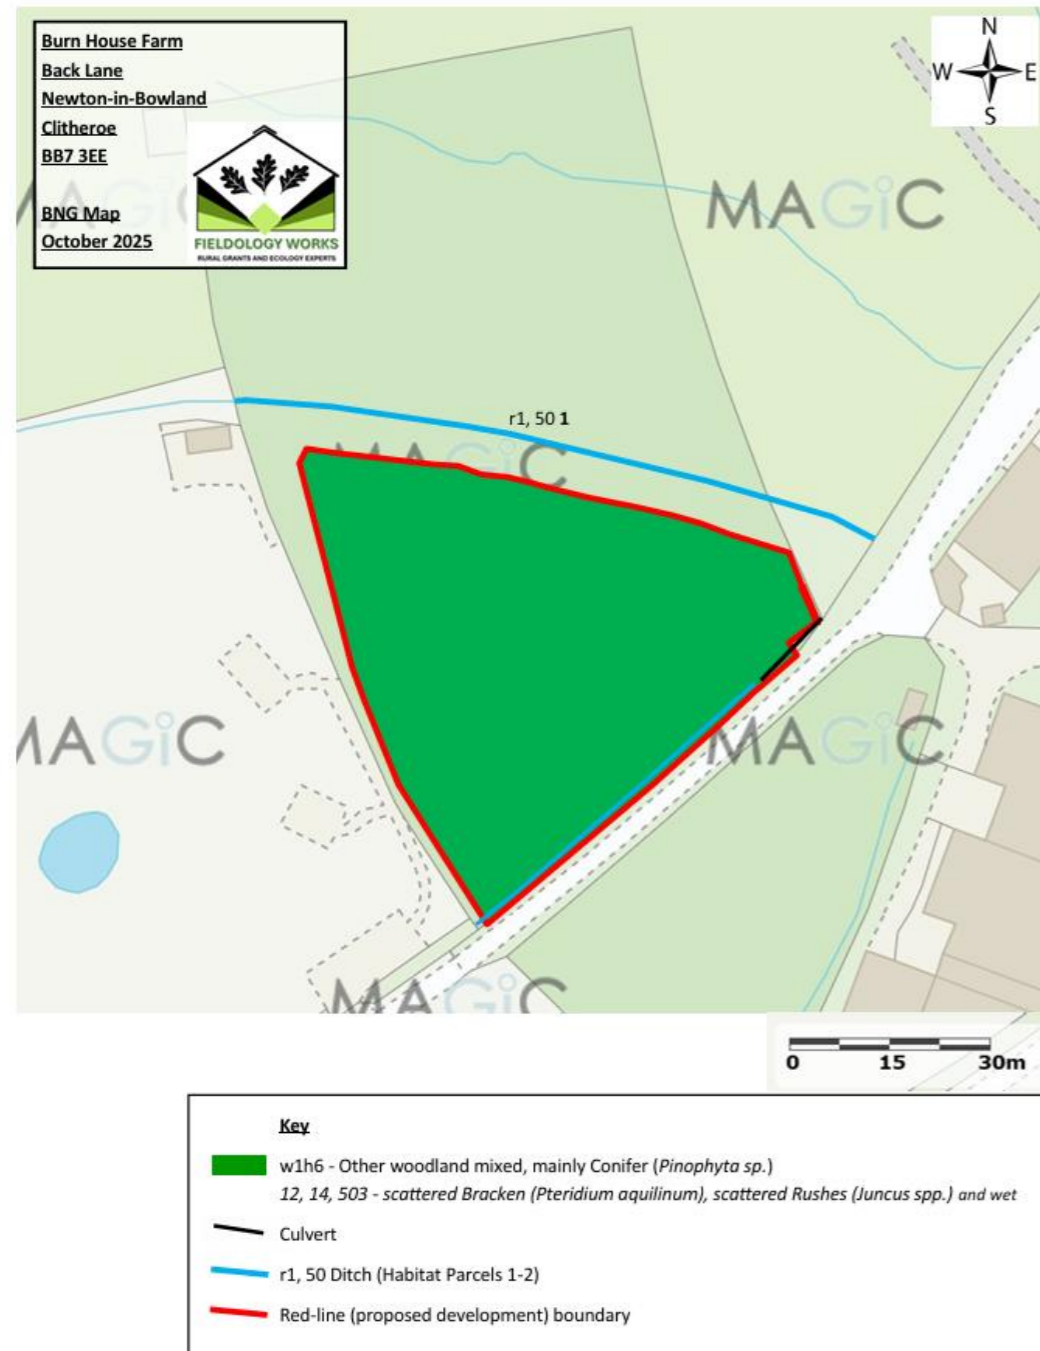 Burn House Farm
Back Lane
Newton-in-Bowland
Clitheroe
BB7 3EE
BNG Map
October 2025
FIELDOLOGY WORKS
RURAL GRANTS AND ECOLOGY EXPERTS
N
W E
S
MAGiC
r1, 50 1
MAGiC
MAGiC
MAGiC
MAGiC
0 15 30m
Key
w1h6 - Other woodland mixed, mainly Conifer (Pinophyta sp.)
12, 14, 503 - scattered Bracken (Pteridium aquilinum), scattered Rushes (Juncus spp.) and wet
Culvert
r1, 50 Ditch (Habitat Parcels 1-2)
Red-line (proposed development) boundary